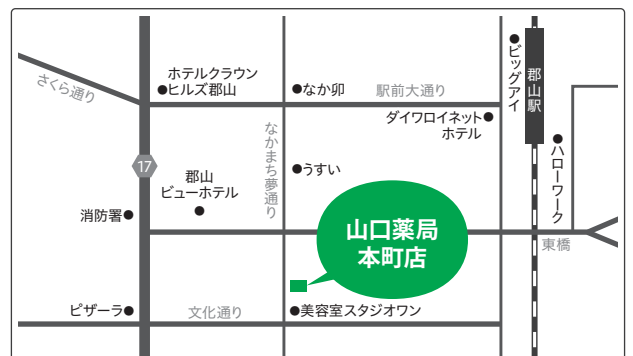 さくら通り
ホテルクラウン
●ヒルズ郡山
●なか卯
駅前大通り
●ビッグアイ
郡山駅
ダイワロイネット●
ホテル
●ハローワーク
17
なかまち夢通り
●うすい
郡山
ビューホテル
●
消防署●
山口薬局
本町店
東橋
ピザーラ●
文化通り
●美容室スタジオワン